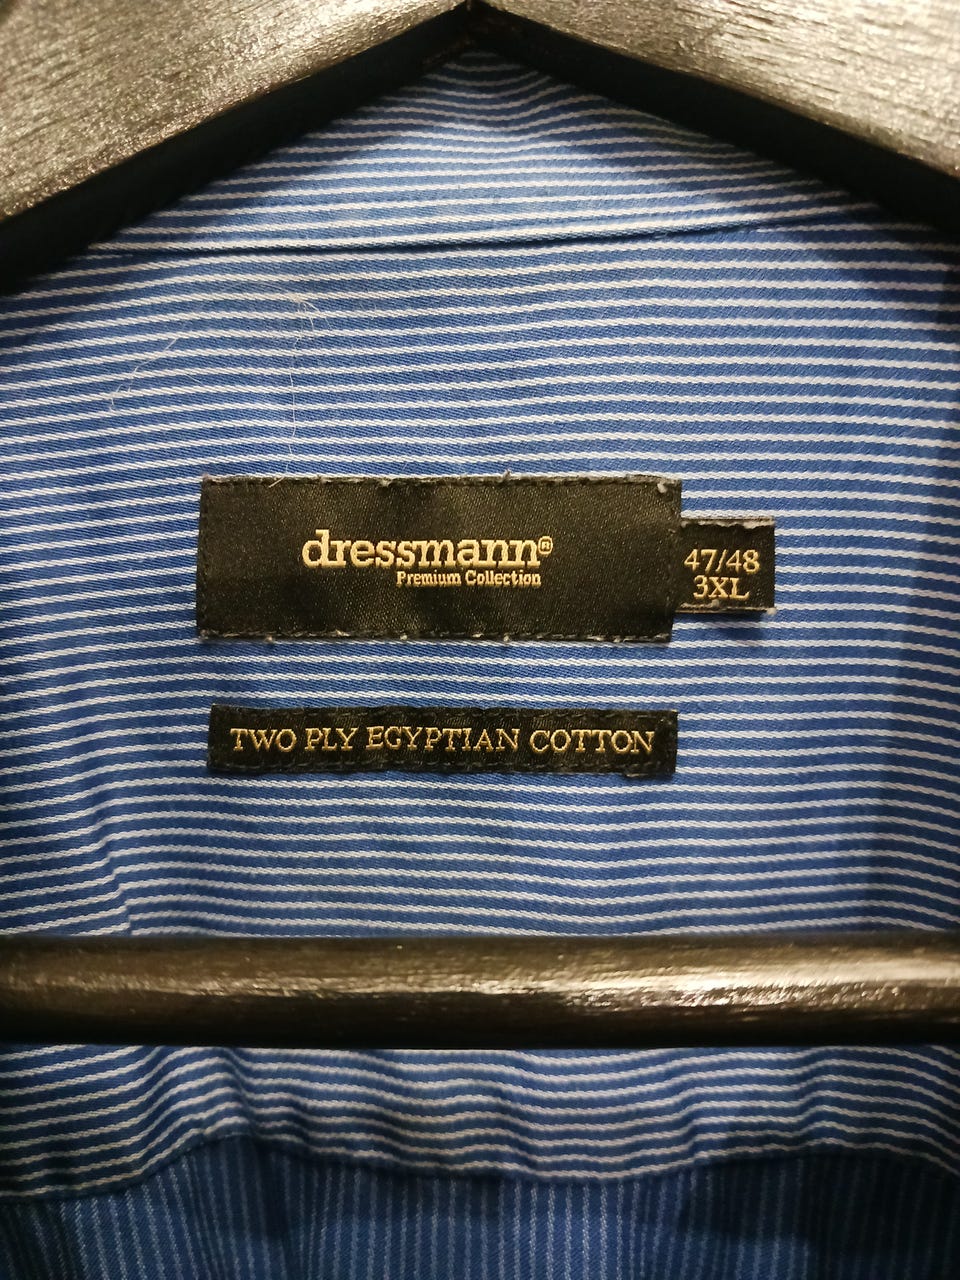 dressmann®
Premium Collection
47/48
3XL
TWO PLY EGYPTIAN COTTON